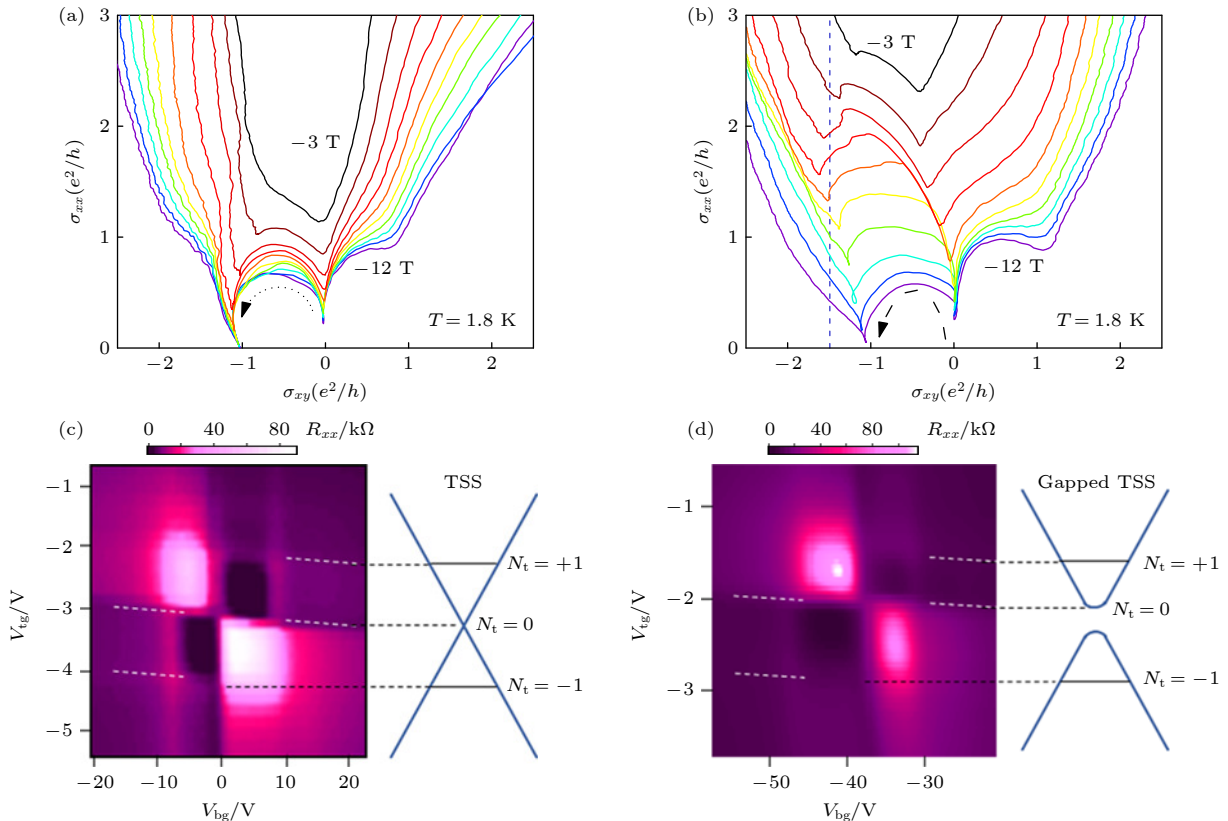 (a)
3
2
1
0
σxx(e²/h)
−3 T
−12 T
T = 1.8 K
−2 −1 0 1 2
σxy(e²/h)
(b)
3
2
1
0
σxx(e²/h)
−3 T
−12 T
T = 1.8 K
−2 −1 0 1 2
σxy(e²/h)
(c)
0 40 80 Rxx/kΩ
−1
−2
−3
−4
−5
Vtg/V
−20 −10 0 10 20
Vbg/V
TSS
Nt = +1
Nt = 0
Nt = −1
(d)
0 40 80 Rxx/kΩ
−1
−2
−3
Vtg/V
−50 −40 −30
Vbg/V
Gapped TSS
Nt = +1
Nt = 0
Nt = −1